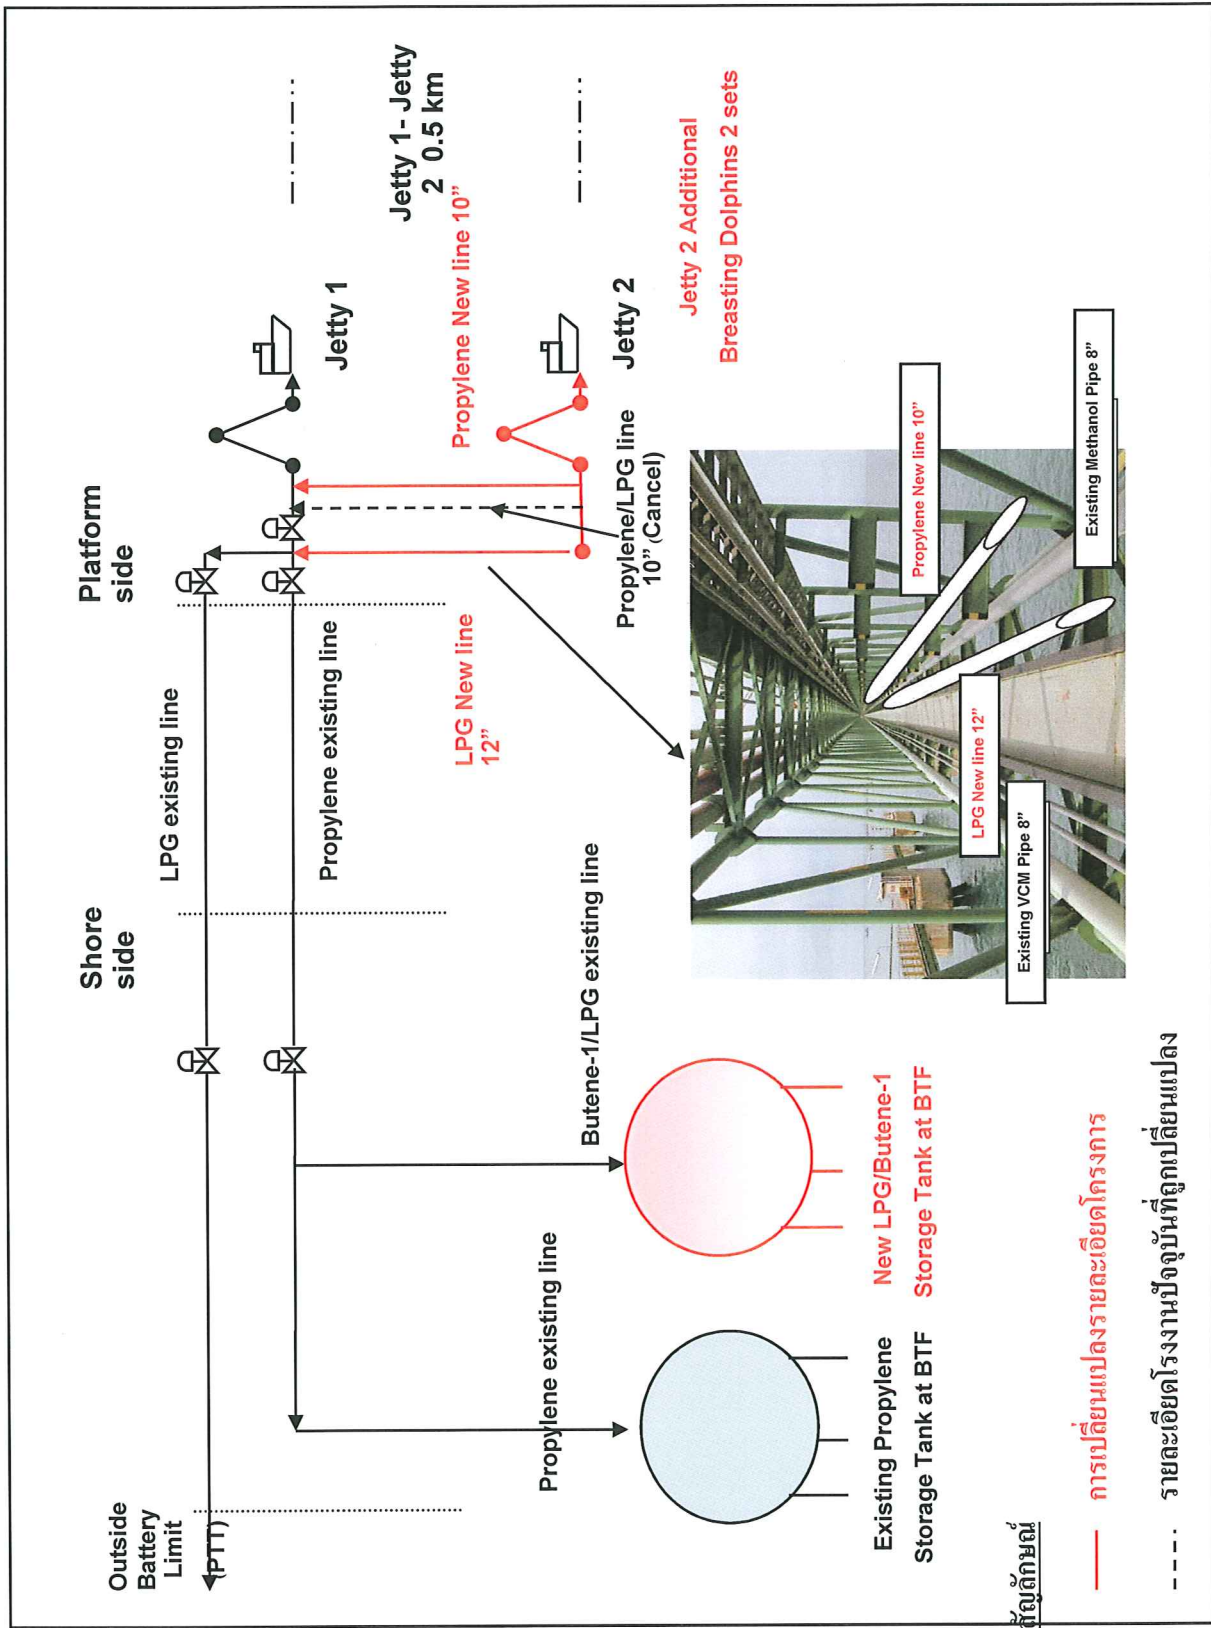 Outside
Battery
Limit
(PTT)
Shore
side
Platform
side
LPG existing line
Propylene existing line
Jetty 1
Jetty 1- Jetty
2  0.5 km
Propylene New line 10”
LPG New line
12”
Butene-1/LPG existing line
Propylene existing line
Propylene/LPG line
10” (Cancel)
Jetty 2
Jetty 2 Additional
Breasting Dolphins 2 sets
Existing Propylene
Storage Tank at BTF
New LPG/Butene-1
Storage Tank at BTF
Existing VCM Pipe 8”
LPG New line 12”
Propylene New line 10”
Existing Methanol Pipe 8”
สัญลักษณ์
การเปลี่ยนแปลงรายละเอียดโครงการ
รายละเอียดโรงงานปัจจุบันที่ถูกเปลี่ยนแปลง